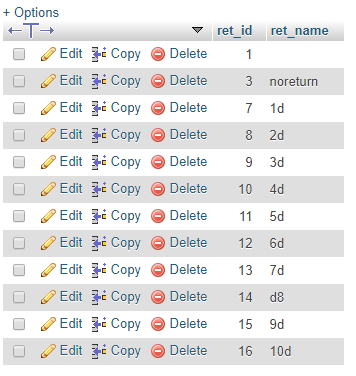 + Options
←T→ ret_id ret_name
Edit Copy Delete 1
Edit Copy Delete 3 noreturn
Edit Copy Delete 7 1d
Edit Copy Delete 8 2d
Edit Copy Delete 9 3d
Edit Copy Delete 10 4d
Edit Copy Delete 11 5d
Edit Copy Delete 12 6d
Edit Copy Delete 13 7d
Edit Copy Delete 14 d8
Edit Copy Delete 15 9d
Edit Copy Delete 16 10d